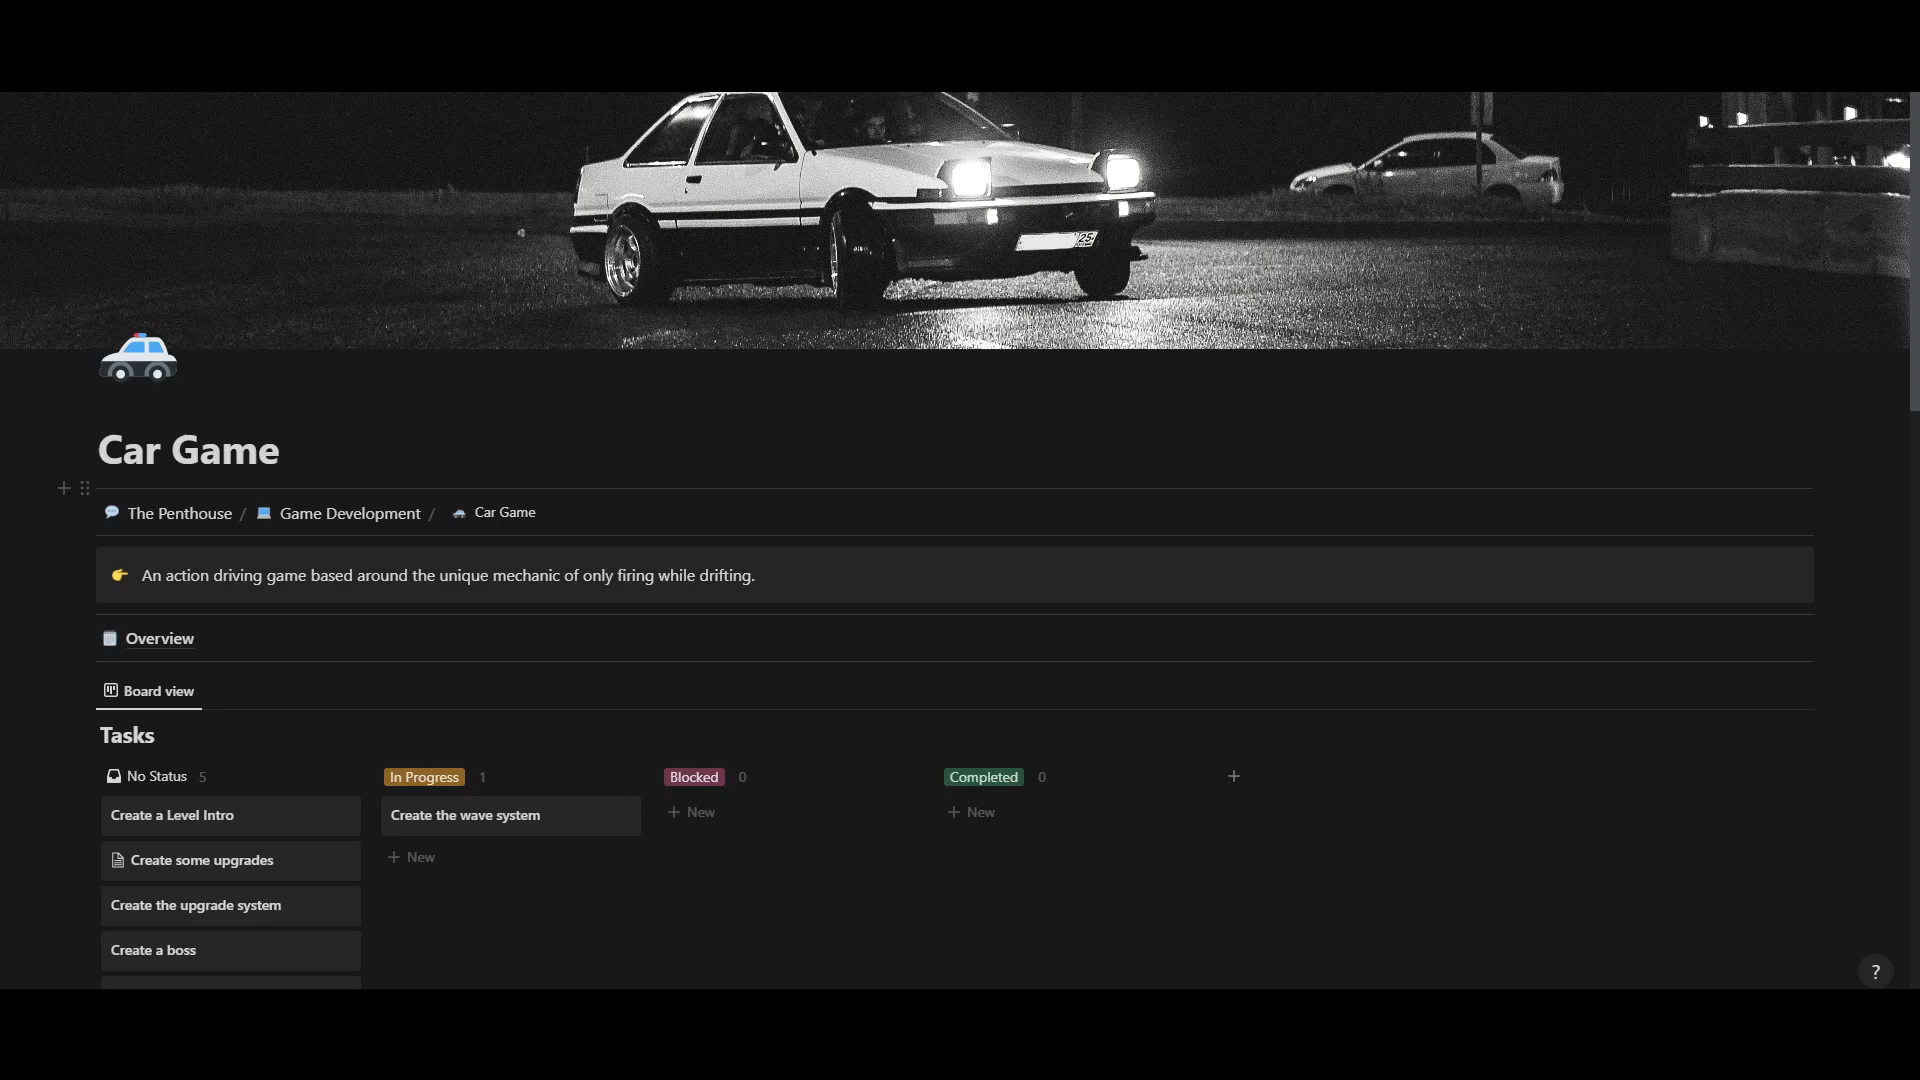 25
Car Game
The Penthouse / Game Development / Car Game
An action driving game based around the unique mechanic of only firing while drifting.
Overview
Board view
Tasks
No Status 5
Create a Level Intro
Create some upgrades
Create the upgrade system
Create a boss
In Progress 1
Create the wave system
+ New
Blocked 0
+ New
Completed 0
+ New
+
?